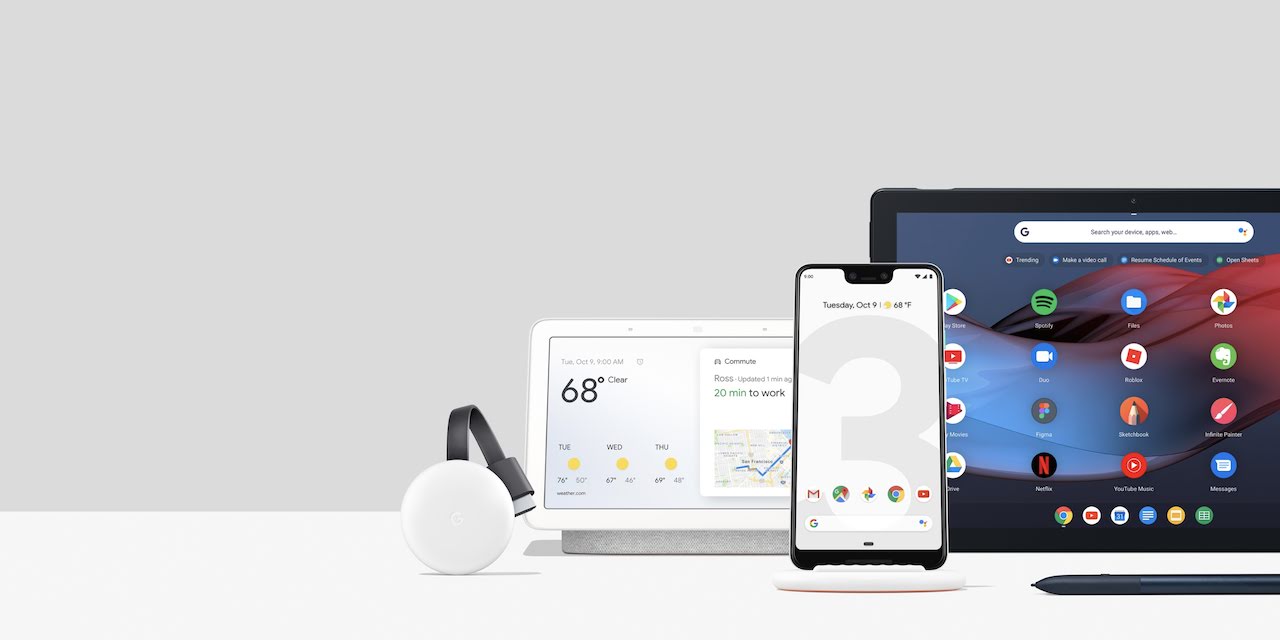 Tue, Oct 9, 9:00 AM
68° Clear
TUE WED THU
76° 50° 67° 46° 69° 48°
weather.com
Commute
Ross · Updated 1 min ag
20 min to work
San Francisco
9:00
Tuesday, Oct 9 | 68 °F
3
G
Search your device, apps, web...
Trending Make a video call Resume Schedule of Events Open Sheets
ay Store Spotify Files Photos
Tube TV Duo Roblox Evernote
Movies Figma Sketchbook Infinite Painter
Drive Netflix YouTube Music Messages
31